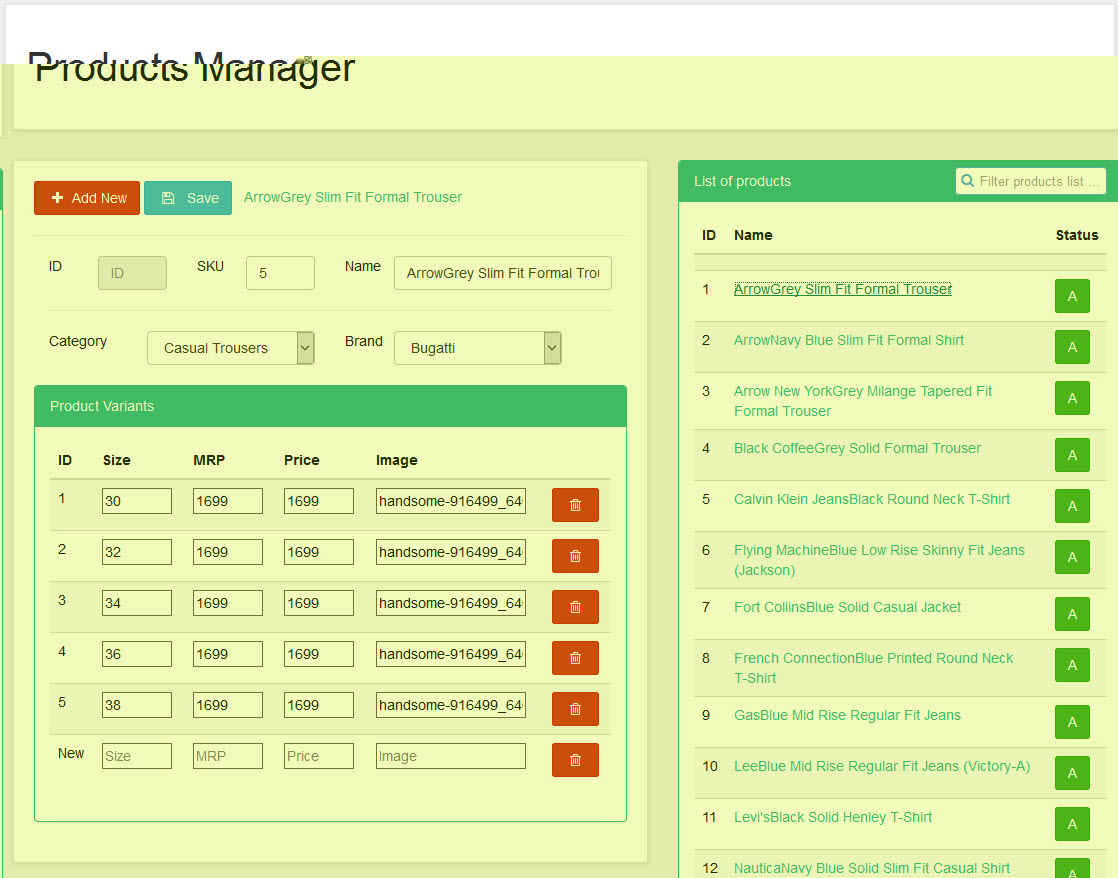 Products Manager
Add New
Save
ArrowGrey Slim Fit Formal Trouser
ID
ID
SKU
5
Name
ArrowGrey Slim Fit Formal Trou
Category
Casual Trousers
Brand
Bugatti
Product Variants
ID Size MRP Price Image
1 30 1699 1699 handsome-916499_64
2 32 1699 1699 handsome-916499_64
3 34 1699 1699 handsome-916499_64
4 36 1699 1699 handsome-916499_64
5 38 1699 1699 handsome-916499_64
New Size MRP Price Image
List of products
Filter products list ...
ID Name Status
1 ArrowGrey Slim Fit Formal Trouser A
2 ArrowNavy Blue Slim Fit Formal Shirt A
3 Arrow New YorkGrey Milange Tapered Fit A
Formal Trouser
4 Black CoffeeGrey Solid Formal Trouser A
5 Calvin Klein JeansBlack Round Neck T-Shirt A
6 Flying MachineBlue Low Rise Skinny Fit Jeans A
(Jackson)
7 Fort CollinsBlue Solid Casual Jacket A
8 French ConnectionBlue Printed Round Neck A
T-Shirt
9 GasBlue Mid Rise Regular Fit Jeans A
10 LeeBlue Mid Rise Regular Fit Jeans (Victory-A) A
11 Levi'sBlack Solid Henley T-Shirt A
12 NauticaNavy Blue Solid Slim Fit Casual Shirt A